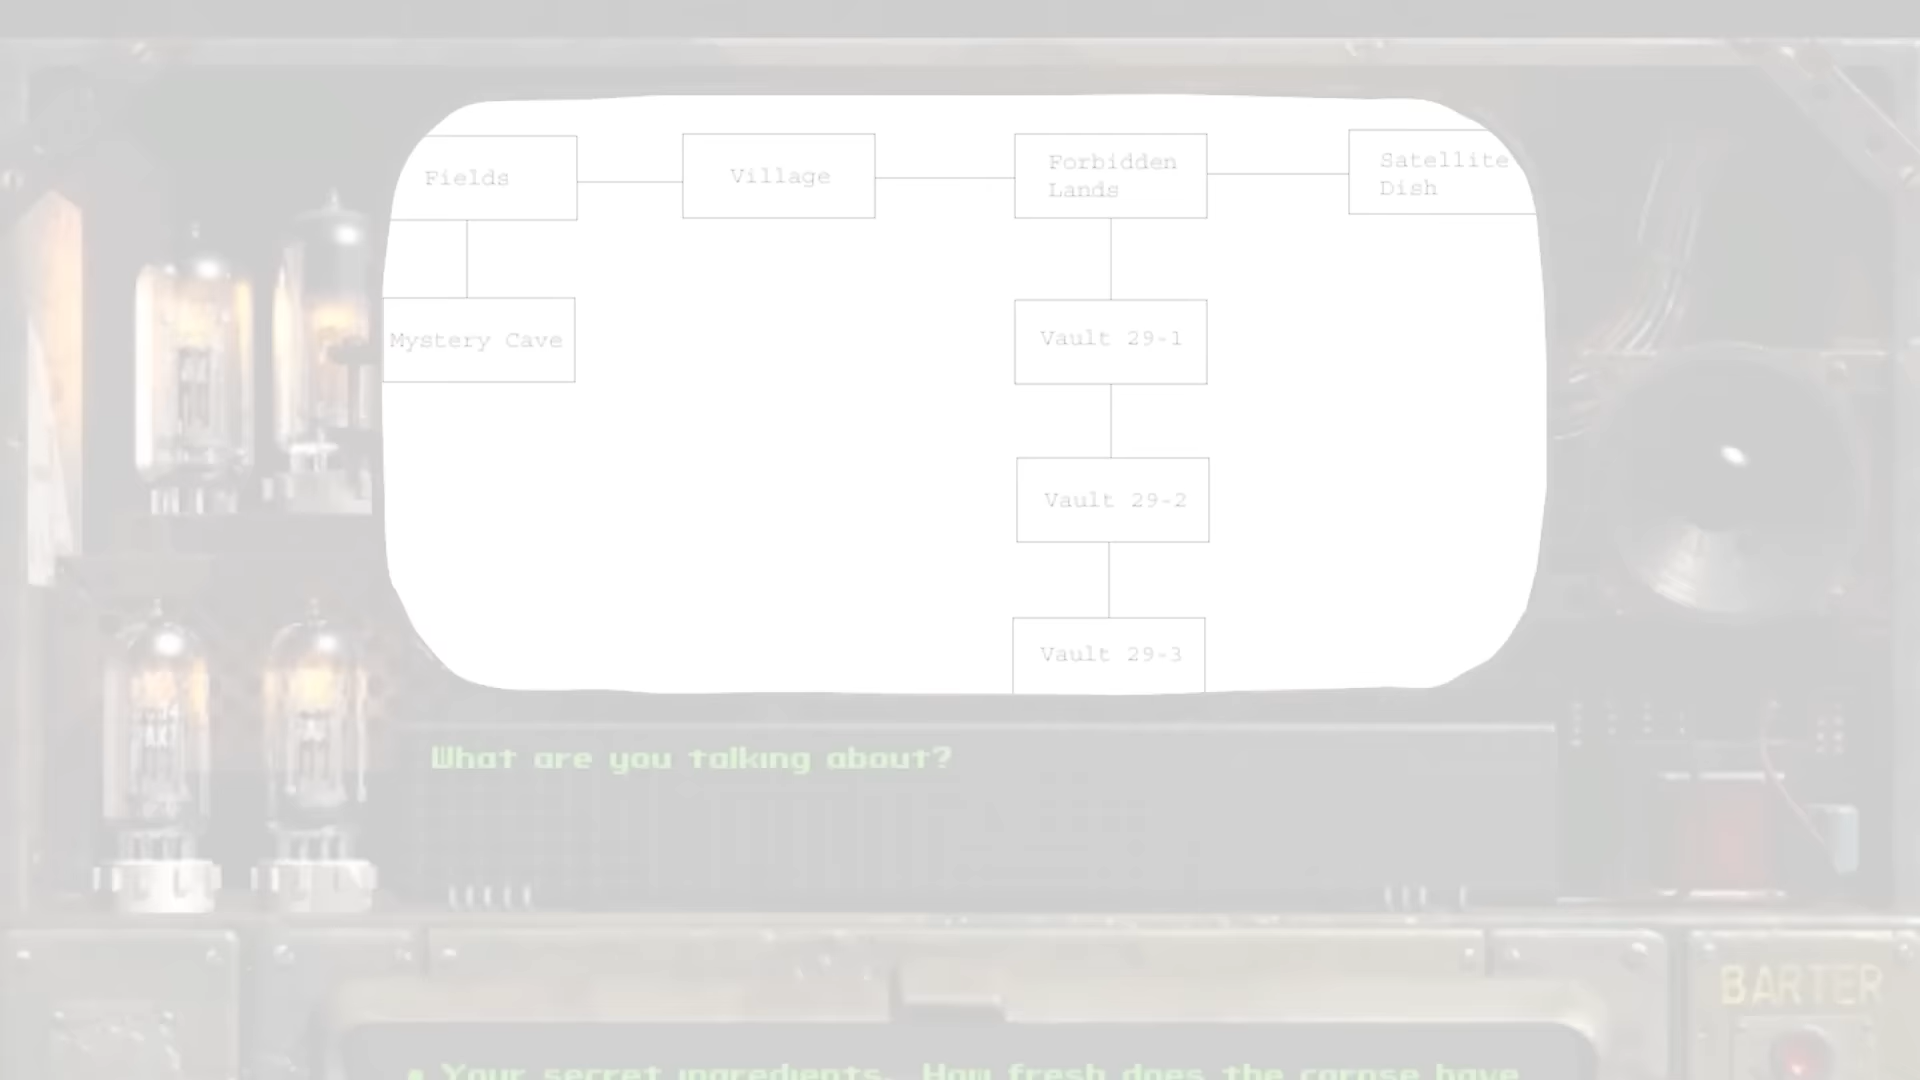 Fields
Village
Forbidden
Lands
Satellite
Dish
Mystery Cave
Vault 29-1
Vault 29-2
Vault 29-3
What are you talking about?
BARTER
• Your secret ingredients. How fresh does the corpse have